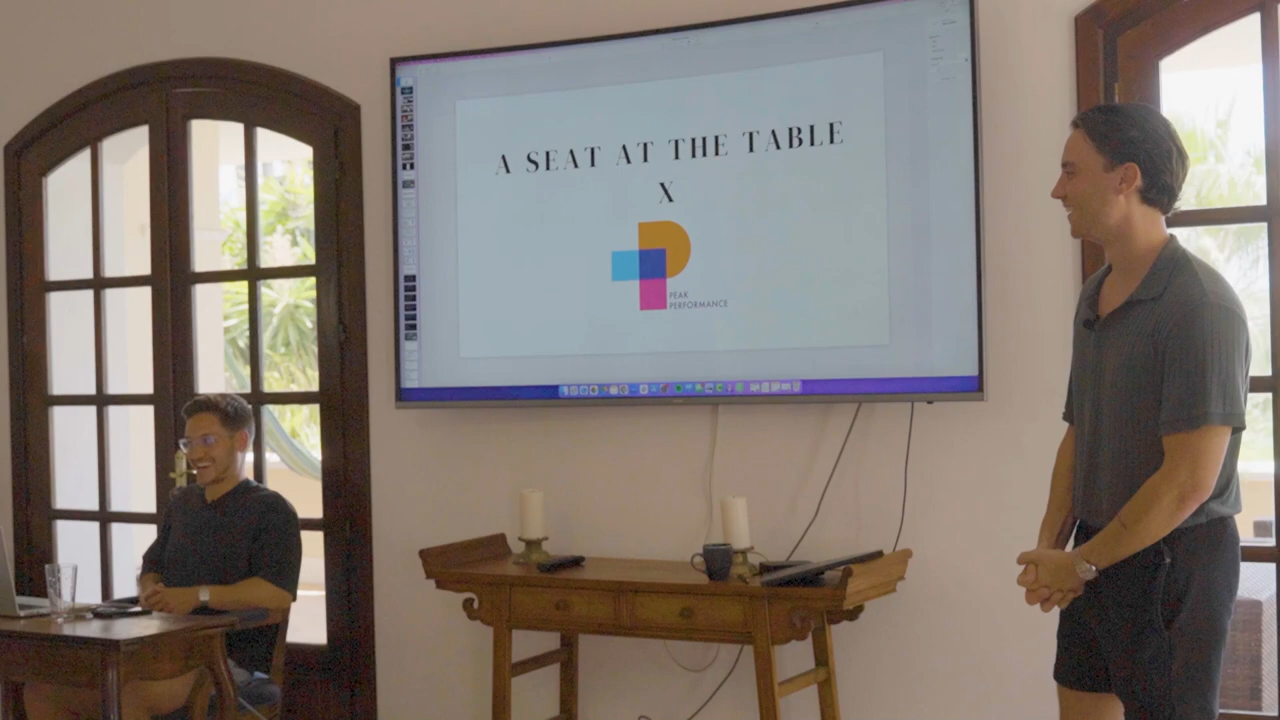 A SEAT AT THE TABLE
X
PEAK
PERFORMANCE